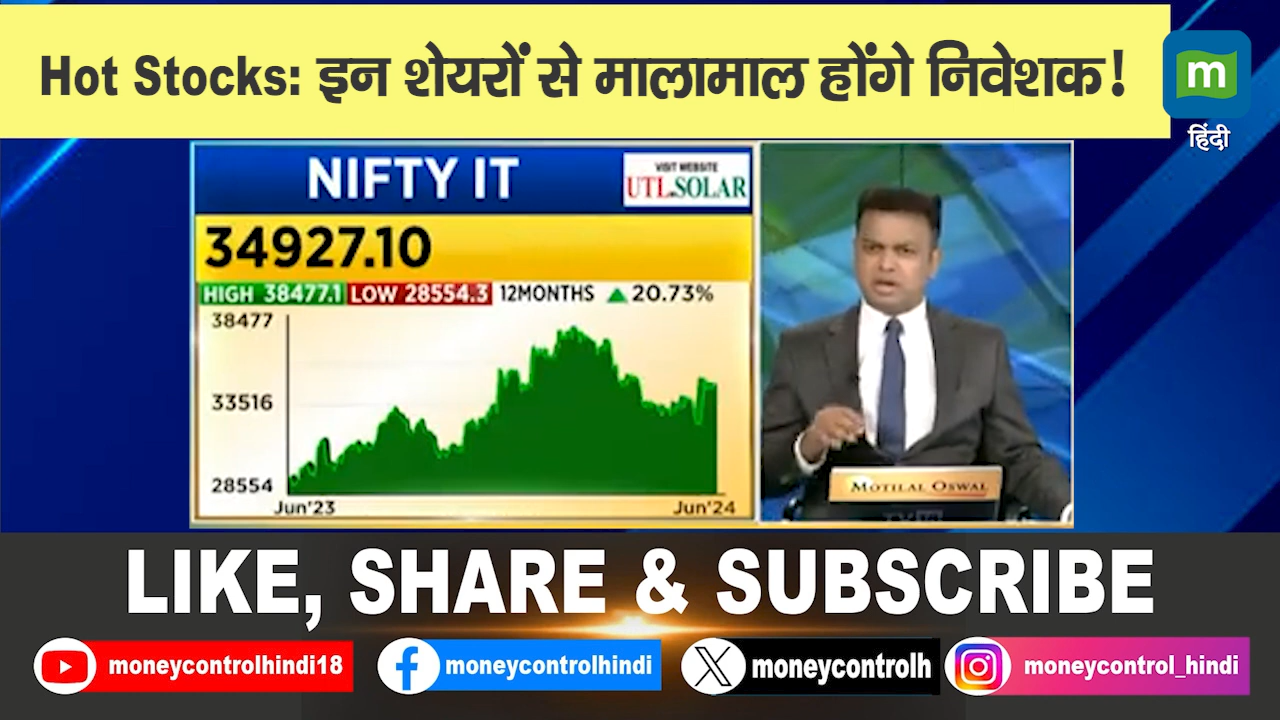 Hot Stocks: इन शेयरों से मालामाल होंगे निवेशक!
m
हिंदी
NIFTY IT
VISIT WEBSITE
UTL SOLAR
34927.10
HIGH 38477.1 LOW 28554.3 12MONTHS ▲ 20.73%
38477
33516
28554
Jun'23 Jun'24
MOTILAL OSWAL
LIKE, SHARE & SUBSCRIBE
moneycontrolhindi18
moneycontrolhindi
moneycontrolh
moneycontrol_hindi